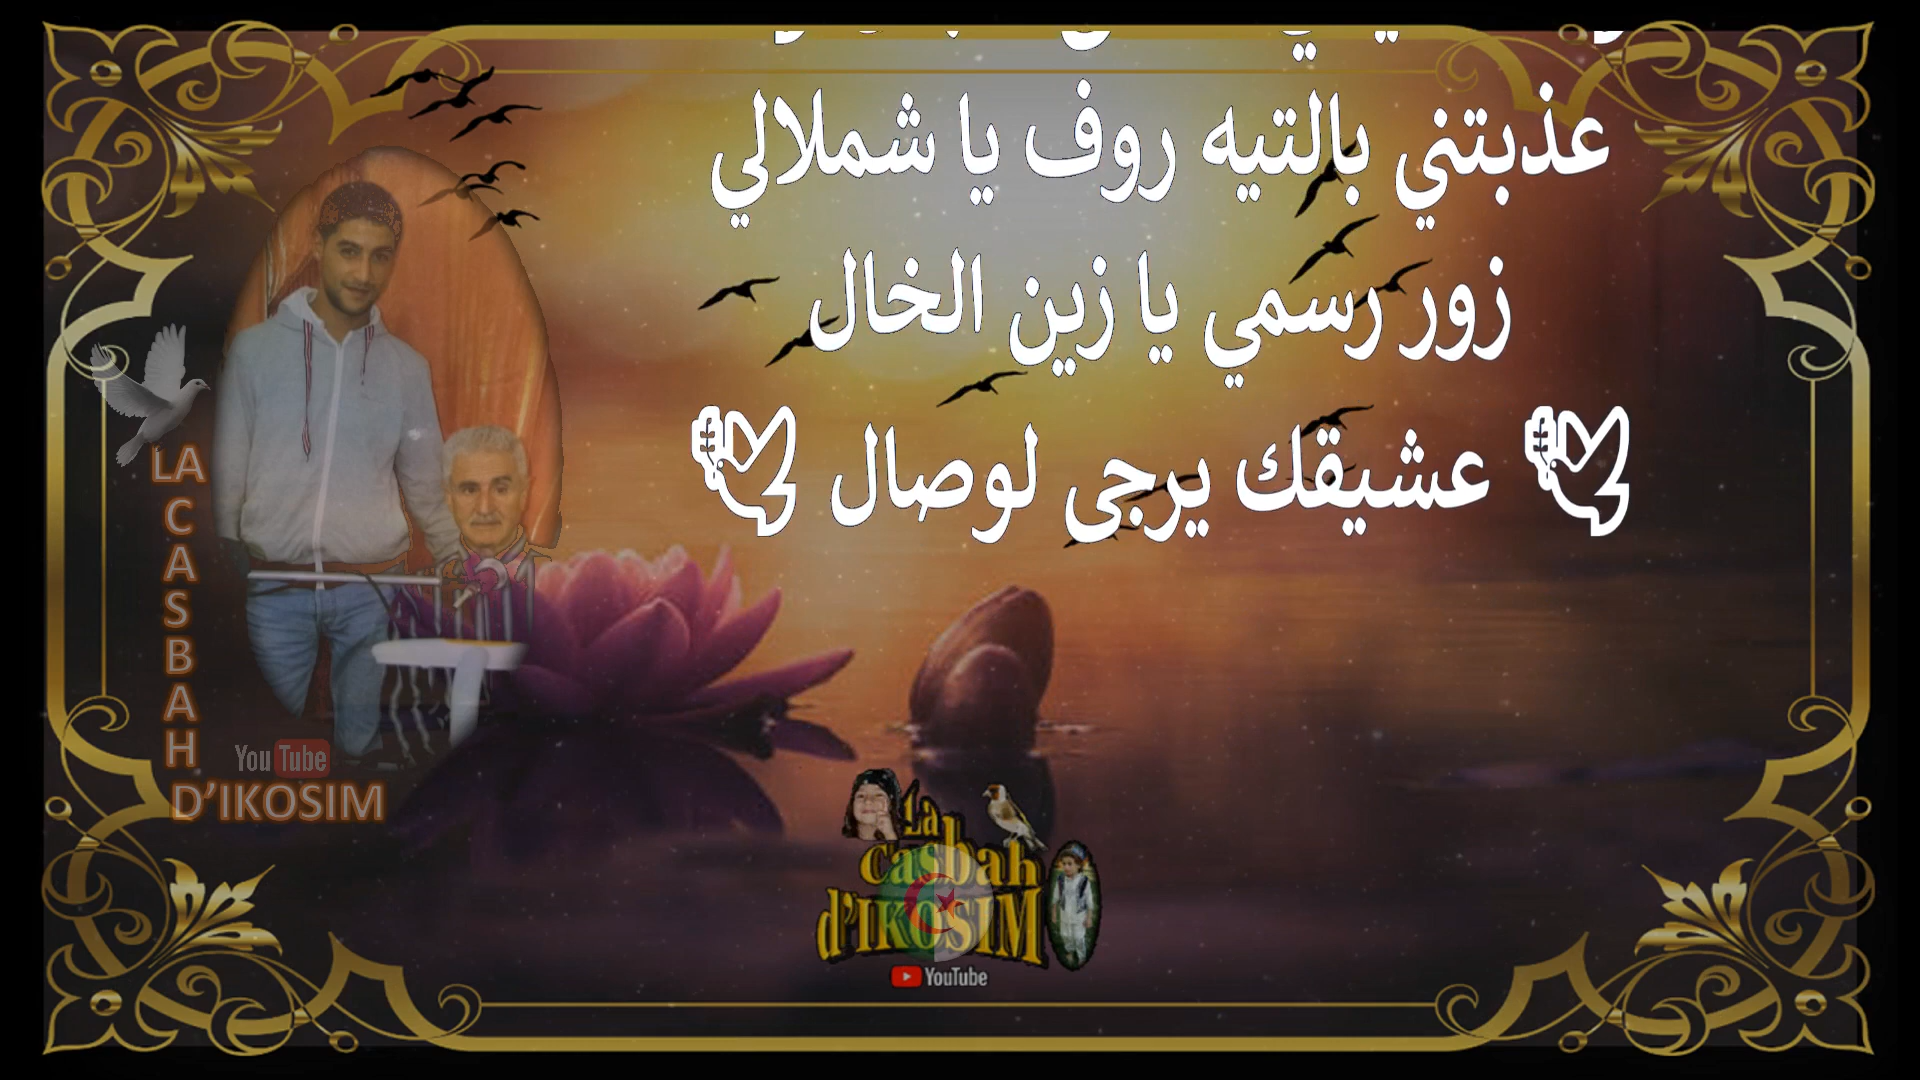 عذبتني بالتيه روف يا شملالي
زور رسمي يا زين الخال
🕊 عشيقك يرجى لوصال 🕊
LA
CASBAH
D'IKOSIM
YouTube
La
casbah
d'IKOSIM
YouTube